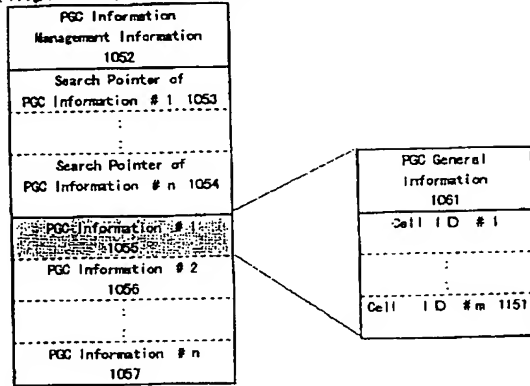 PGC Information
Management Information
1052
Search Pointer of
PGC Information # 1 1053
Search Pointer of
PGC Information # n 1054
PGC Information # 1
1055
PGC Information # 2
1056
PGC Information # n
1057
PGC General
Information
1061
Cell ID # 1
Cell ID # m 1151